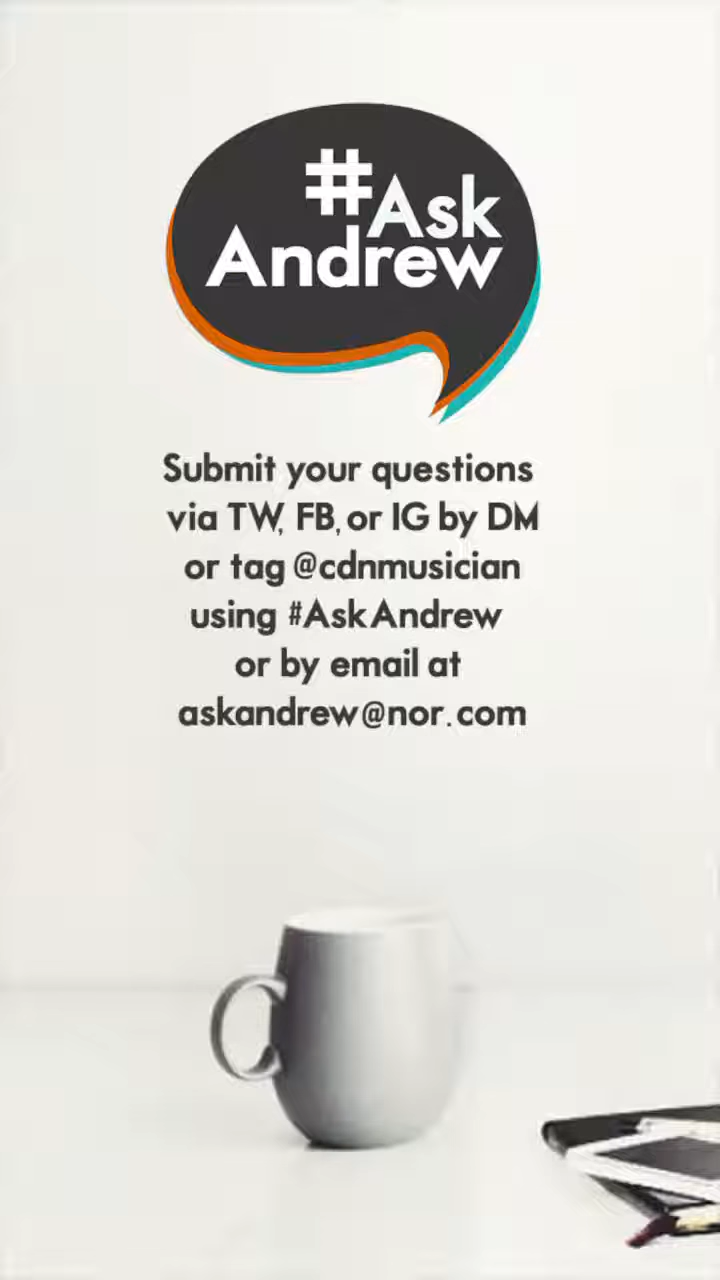 #Ask
Andrew
Submit your questions
via TW, FB, or IG by DM
or tag @cdnmusician
using #AskAndrew
or by email at
askandrew@nor.com